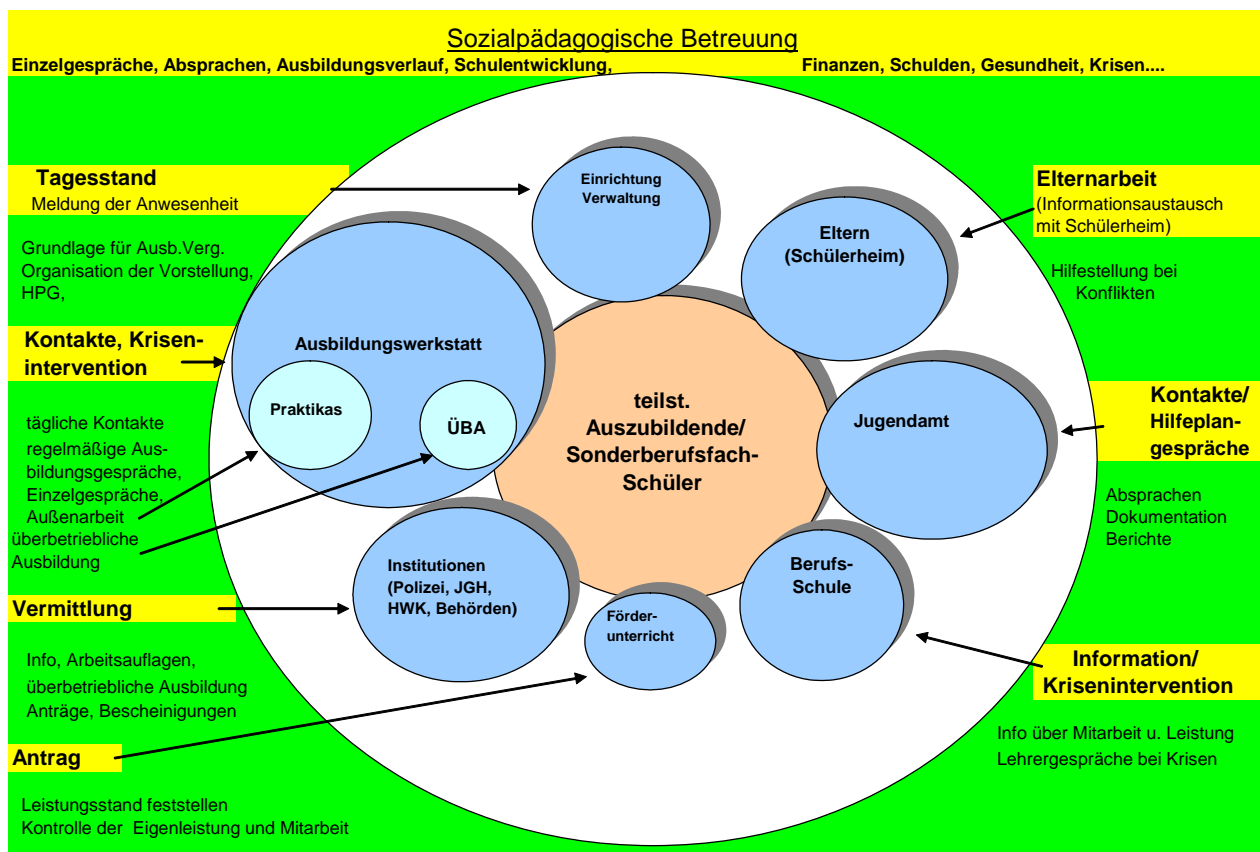 Sozialpädagogische Betreuung
Einzelgespräche, Absprachen, Ausbildungsverlauf, Schulentwicklung, Finanzen, Schulden, Gesundheit, Krisen....
Tagesstand
Meldung der Anwesenheit
Grundlage für Ausb.Verg.
Organisation der Vorstellung,
HPG,
Kontakte, Krisen-
intervention
tägliche Kontakte
regelmäßige Aus-
bildungsgespräche,
Einzelgespräche,
Außenarbeit
überbetriebliche
Ausbildung
Vermittlung
Info, Arbeitsauflagen,
überbetriebliche Ausbildung
Anträge, Bescheinigungen
Antrag
Leistungsstand feststellen
Kontrolle der Eigenleistung und Mitarbeit
Einrichtung
Verwaltung
Eltern
(Schülerheim)
Ausbildungswerkstatt
Praktikas
ÜBA
teilst.
Auszubildende/
Sonderberufsfach-
Schüler
Jugendamt
Institutionen
(Polizei, JGH,
HWK, Behörden)
Förder-
unterricht
Berufs-
Schule
Elternarbeit
(Informationsaustausch
mit Schülerheim)
Hilfestellung bei
Konflikten
Kontakte/
Hilfeplan-
gespräche
Absprachen
Dokumentation
Berichte
Information/
Krisenintervention
Info über Mitarbeit u. Leistung
Lehrergespräche bei Krisen